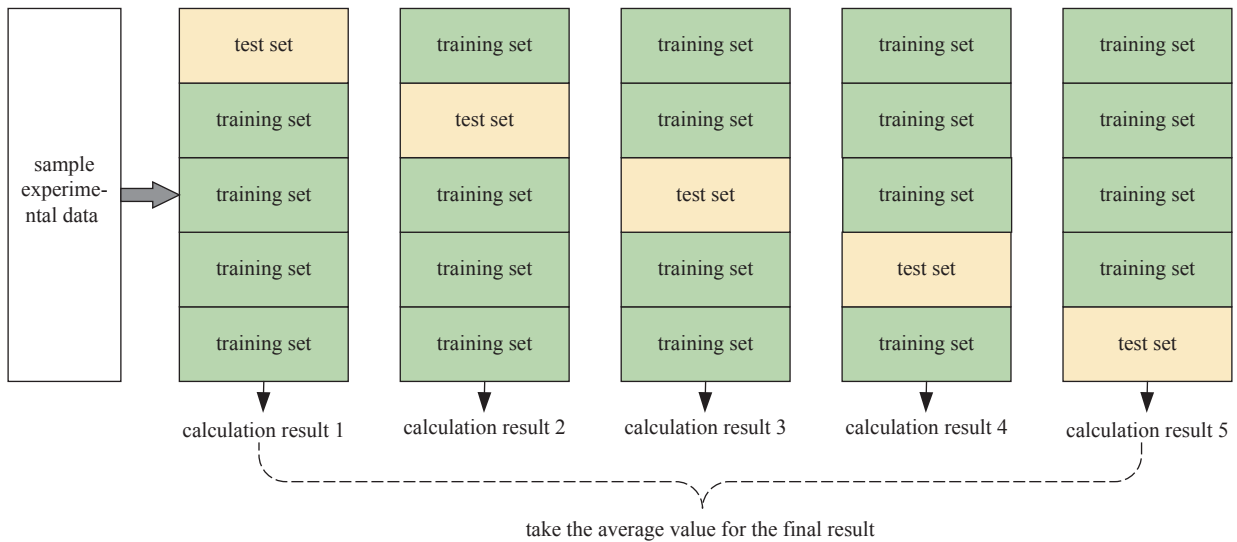 sample
experime-
ntal data
test set
training set
training set
training set
training set
calculation result 1
training set
test set
training set
training set
training set
calculation result 2
training set
training set
test set
training set
training set
calculation result 3
training set
training set
training set
test set
training set
calculation result 4
training set
training set
training set
training set
test set
calculation result 5
take the average value for the final result